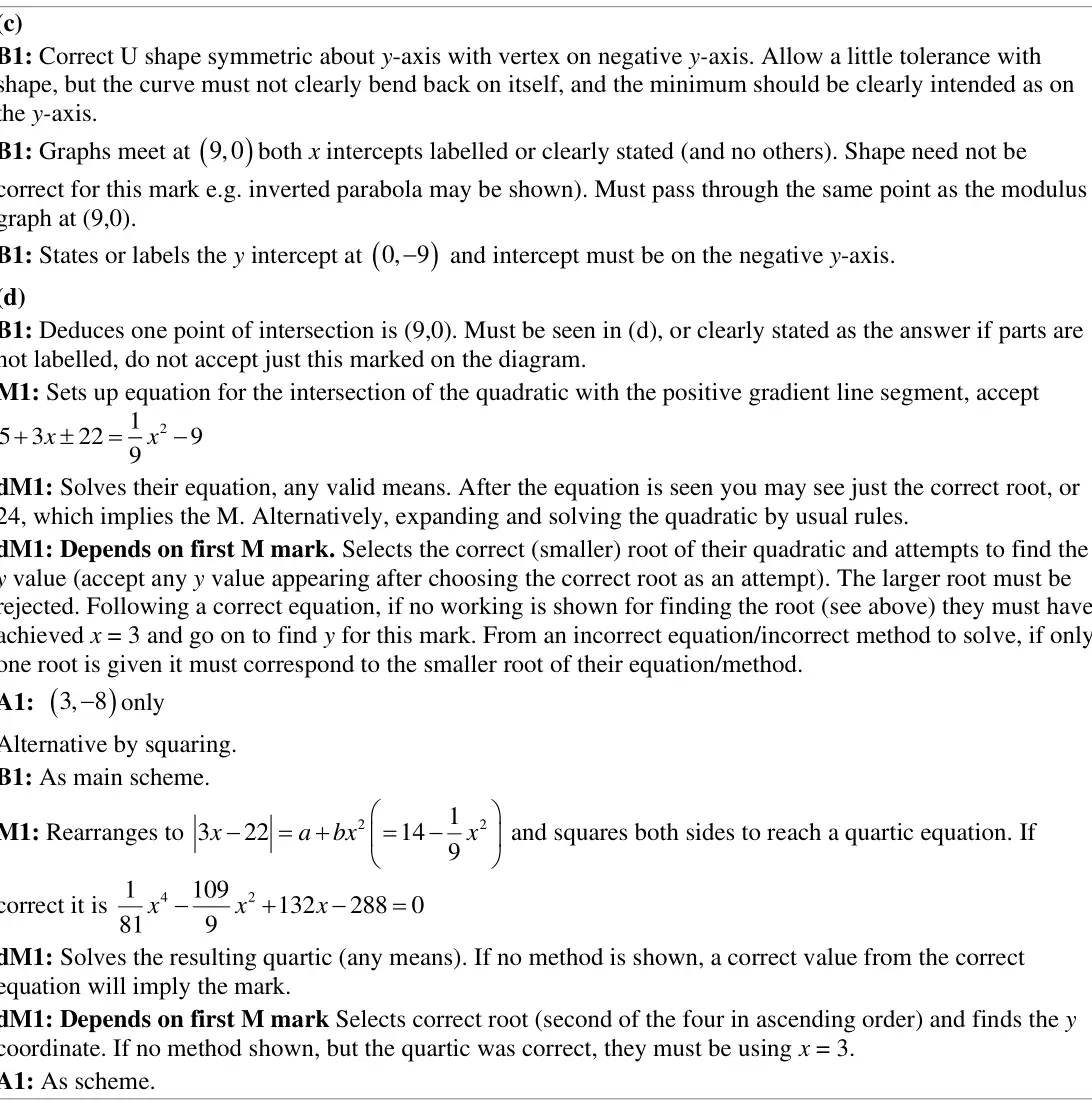 (c)
B1: Correct U shape symmetric about y-axis with vertex on negative y-axis. Allow a little tolerance with
shape, but the curve must not clearly bend back on itself, and the minimum should be clearly intended as on
the y-axis.
B1: Graphs meet at (9,0) both x intercepts labelled or clearly stated (and no others). Shape need not be
correct for this mark e.g. inverted parabola may be shown). Must pass through the same point as the modulus
graph at (9,0).
B1: States or labels the y intercept at (0,−9) and intercept must be on the negative y-axis.
(d)
B1: Deduces one point of intersection is (9,0). Must be seen in (d), or clearly stated as the answer if parts are
not labelled, do not accept just this marked on the diagram.
M1: Sets up equation for the intersection of the quadratic with the positive gradient line segment, accept
5 + 3x ± 22 = 1/9 x² − 9
dM1: Solves their equation, any valid means. After the equation is seen you may see just the correct root, or
24, which implies the M. Alternatively, expanding and solving the quadratic by usual rules.
dM1: Depends on first M mark. Selects the correct (smaller) root of their quadratic and attempts to find the
y value (accept any y value appearing after choosing the correct root as an attempt). The larger root must be
rejected. Following a correct equation, if no working is shown for finding the root (see above) they must have
achieved x = 3 and go on to find y for this mark. From an incorrect equation/incorrect method to solve, if only
one root is given it must correspond to the smaller root of their equation/method.
A1: (3,−8) only
Alternative by squaring.
B1: As main scheme.
M1: Rearranges to |3x − 22| = a + bx² (= 14 − 1/9 x²) and squares both sides to reach a quartic equation. If
correct it is 1/81 x⁴ − 109/9 x² + 132x − 288 = 0
dM1: Solves the resulting quartic (any means). If no method is shown, a correct value from the correct
equation will imply the mark.
dM1: Depends on first M mark Selects correct root (second of the four in ascending order) and finds the y
coordinate. If no method shown, but the quartic was correct, they must be using x = 3.
A1: As scheme.